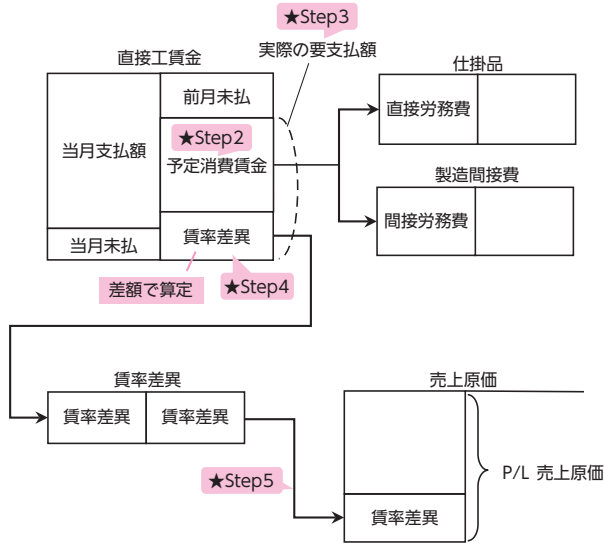 ★Step3
実際の要支払額
直接工賃金
仕掛品
前月未払
直接労務費
当月支払額
★Step2
予定消費賃金
製造間接費
間接労務費
当月未払
賃率差異
差額で算定
★Step4
賃率差異
売上原価
賃率差異
賃率差異
★Step5
P/L 売上原価
賃率差異